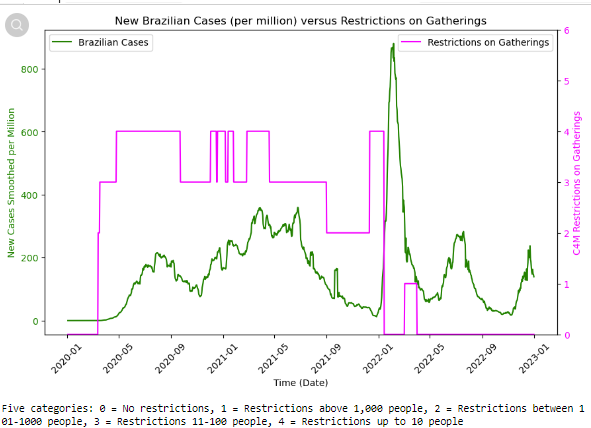 New Brazilian Cases (per million) versus Restrictions on Gatherings
Brazilian Cases
Restrictions on Gatherings
New Cases Smoothed per Million
800
600
400
200
0
C4M Restrictions on Gatherings
6
5
4
3
2
1
0
2020-01
2020-05
2020-09
2021-01
2021-05
2021-09
2022-01
2022-05
2022-09
2023-01
Time (Date)
Five categories: 0 = No restrictions, 1 = Restrictions above 1,000 people, 2 = Restrictions between 1
01-1000 people, 3 = Restrictions 11-100 people, 4 = Restrictions up to 10 people